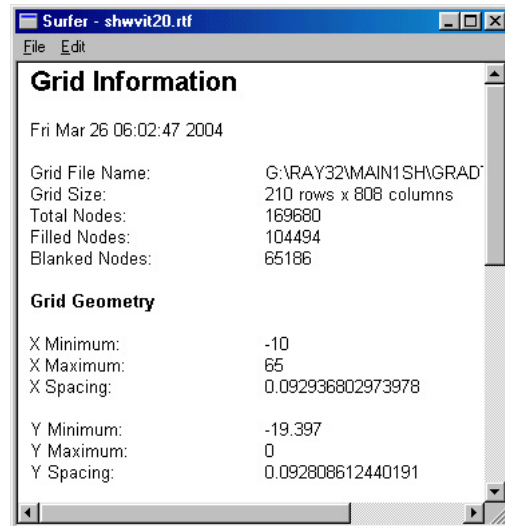 Surfer - shwvit20.rtf
File Edit
Grid Information
Fri Mar 26 06:02:47 2004
Grid File Name: G:\RAY32\MAIN1SH\GRAD
Grid Size: 210 rows x 808 columns
Total Nodes: 169680
Filled Nodes: 104494
Blanked Nodes: 65186
Grid Geometry
X Minimum: -10
X Maximum: 65
X Spacing: 0.092936802973978
Y Minimum: -19.397
Y Maximum: 0
Y Spacing: 0.092808612440191